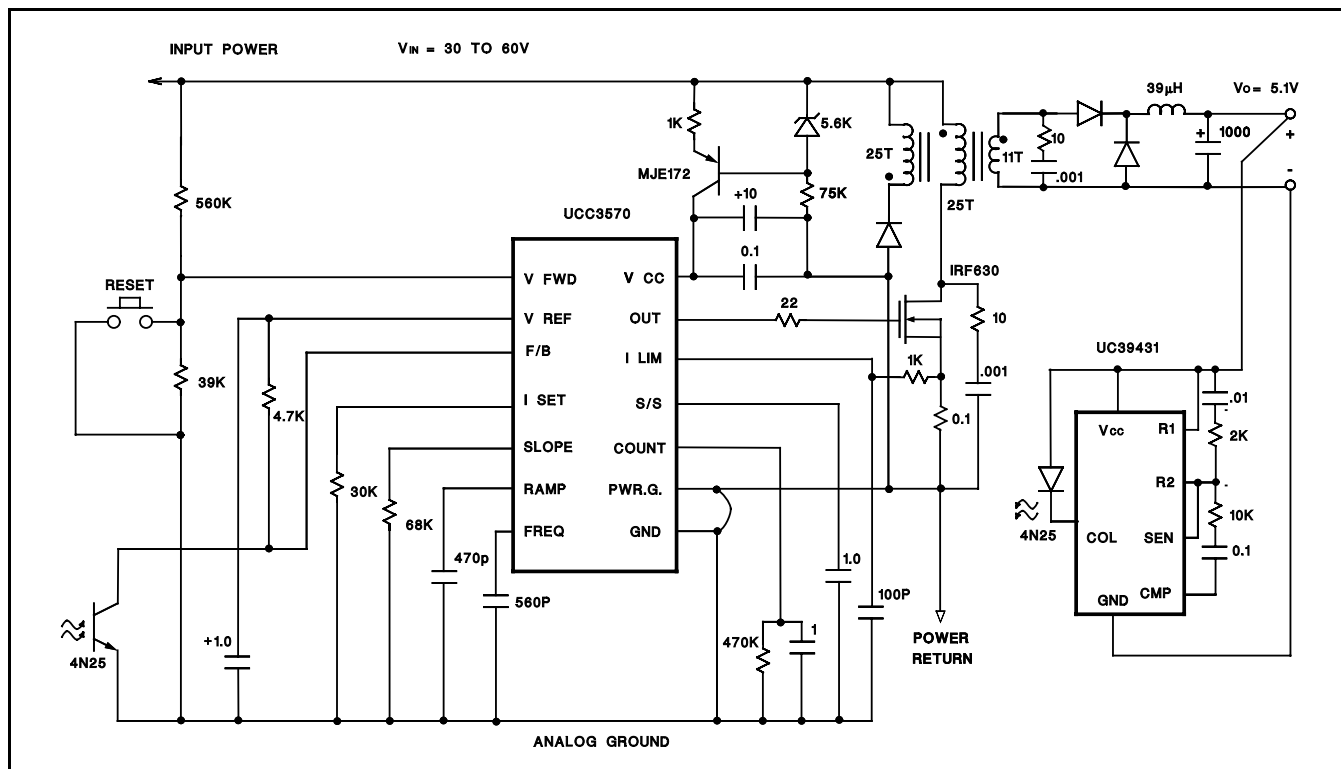 INPUT POWER
VIN = 30 TO 60V
39µH
VO= 5.1V
1K
5.6K
25T
10
11T
+
1000
+
-
.001
MJE172
560K
+10
75K
25T
UCC3570
0.1
RESET
V FWD
V CC
IRF630
V REF
OUT
22
10
F/B
I LIM
1K
UC39431
39K
4.7K
I SET
S/S
.001
0.1
.01
Vcc
R1
2K
SLOPE
COUNT
30K
RAMP
PWR.G.
R2
68K
10K
FREQ
GND
4N25
COL
SEN
470p
1.0
0.1
560P
100P
GND
CMP
+1.0
470K
1
POWER
RETURN
4N25
ANALOG GROUND